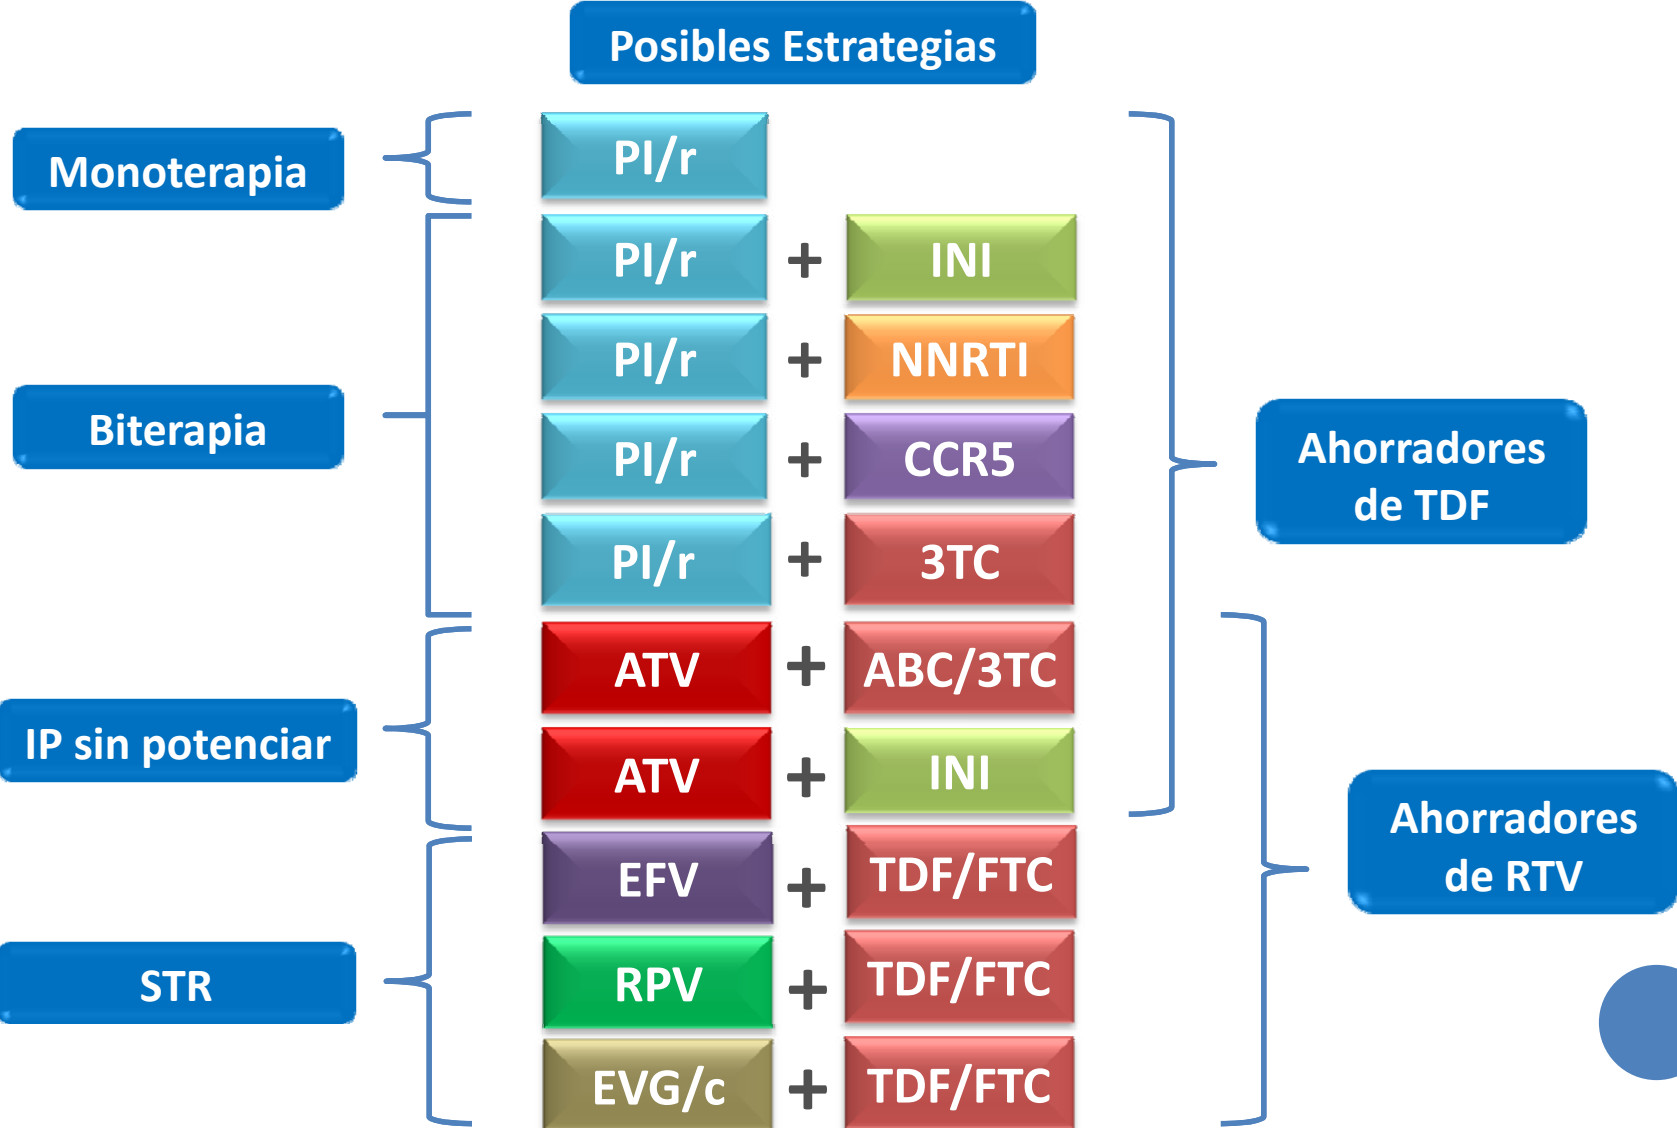 Posibles Estrategias
Monoterapia
PI/r
PI/r + INI
PI/r + NNRTI
Biterapia
PI/r + CCR5
PI/r + 3TC
Ahorradores
de TDF
ATV + ABC/3TC
IP sin potenciar
ATV + INI
EFV + TDF/FTC
Ahorradores
de RTV
STR
RPV + TDF/FTC
EVG/c + TDF/FTC